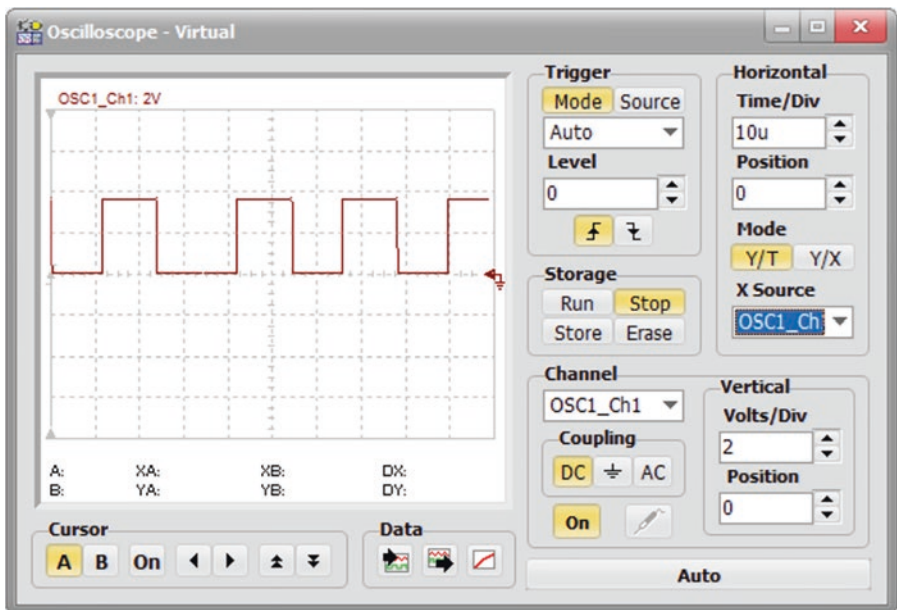 Oscilloscope - Virtual
OSC1_Ch1: 2V
A: XA: XB: DX:
B: YA: YB: DY:
Cursor
A B On
Data
Trigger
Mode Source
Auto
Level
0
Storage
Run Stop
Store Erase
Horizontal
Time/Div
10u
Position
0
Mode
Y/T Y/X
X Source
OSC1_Ch
Channel
OSC1_Ch1
Coupling
DC AC
On
Vertical
Volts/Div
2
Position
0
Auto